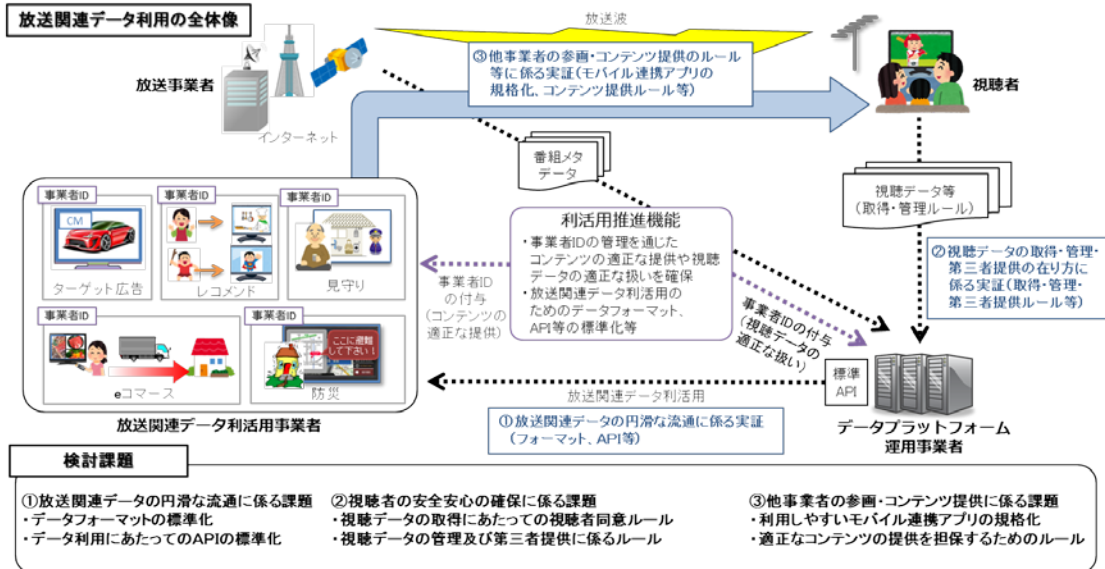 放送関連データ利用の全体像
放送波
放送事業者
インターネット
③他事業者の参画・コンテンツ提供のルール
等に係る実証(モバイル連携アプリの
規格化、コンテンツ提供ルール等)
視聴者
番組メタ
データ
視聴データ等
(取得・管理ルール)
事業者ID
CM
ターゲット広告
事業者ID
レコメンド
事業者ID
見守り
事業者ID
eコマース
事業者ID
ここに避難
して下さい!
防災
放送関連データ利活用事業者
事業者ID
の付与
(コンテンツの
適正な提供)
利活用推進機能
・事業者IDの管理を通じた
コンテンツの適正な提供や視聴
データの適正な扱いを確保
・放送関連データ利活用の
ためのデータフォーマット、
API等の標準化等
事業者IDの付与
(視聴データの
適正な扱い)
②視聴データの取得・管理・
第三者提供の在り方に
係る実証(取得・管理・
第三者提供ルール等)
標準
API
放送関連データ利活用
①放送関連データの円滑な流通に係る実証
(フォーマット、API等)
データプラットフォーム
運用事業者
検討課題
①放送関連データの円滑な流通に係る課題
・データフォーマットの標準化
・データ利用にあたってのAPIの標準化
②視聴者の安全安心の確保に係る課題
・視聴データの取得にあたっての視聴者同意ルール
・視聴データの管理及び第三者提供に係るルール
③他事業者の参画・コンテンツ提供に係る課題
・利用しやすいモバイル連携アプリの規格化
・適正なコンテンツの提供を担保するためのルール